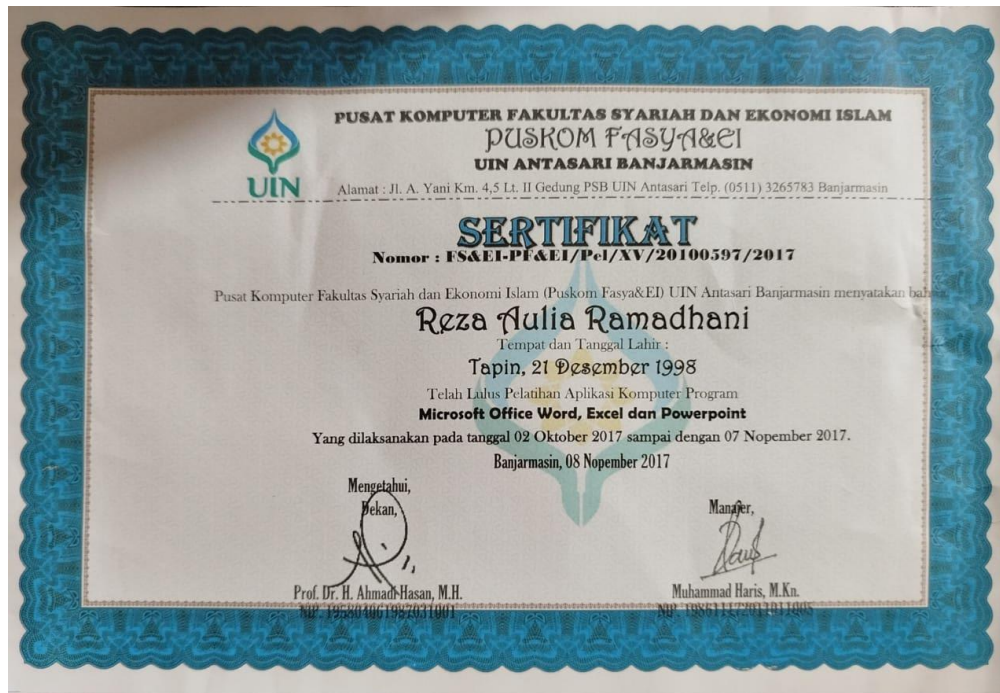 PUSAT KOMPUTER FAKULTAS SYARIAH DAN EKONOMI ISLAM
PUSKOM FASYA&EI
UIN ANTASARI BANJARMASIN
UIN
Alamat : Jl. A. Yani Km. 4,5 Lt. II Gedung PSB UIN Antasari Telp. (0511) 3265783 Banjarmasin
SERTIFIKAT
Nomor : FS&EI-PF&EI/Pel/XV/20100597/2017
Pusat Komputer Fakultas Syariah dan Ekonomi Islam (Puskom Fasya&EI) UIN Antasari Banjarmasin menyatakan
Reza Aulia Ramadhani
Tempat dan Tanggal Lahir :
Tapin, 21 Desember 1998
Telah Lulus Pelatihan Aplikasi Komputer Program
Microsoft Office Word, Excel dan Powerpoint
Yang dilaksanakan pada tanggal 02 Oktober 2017 sampai dengan 07 Nopember 2017.
Banjarmasin, 08 Nopember 2017
Mengetahui,
Dekan,
Prof. Dr. H. Ahmadi Hasan, M.H.
NIP.
Manajer,
Muhammad Haris, M.Kn.
NIP.